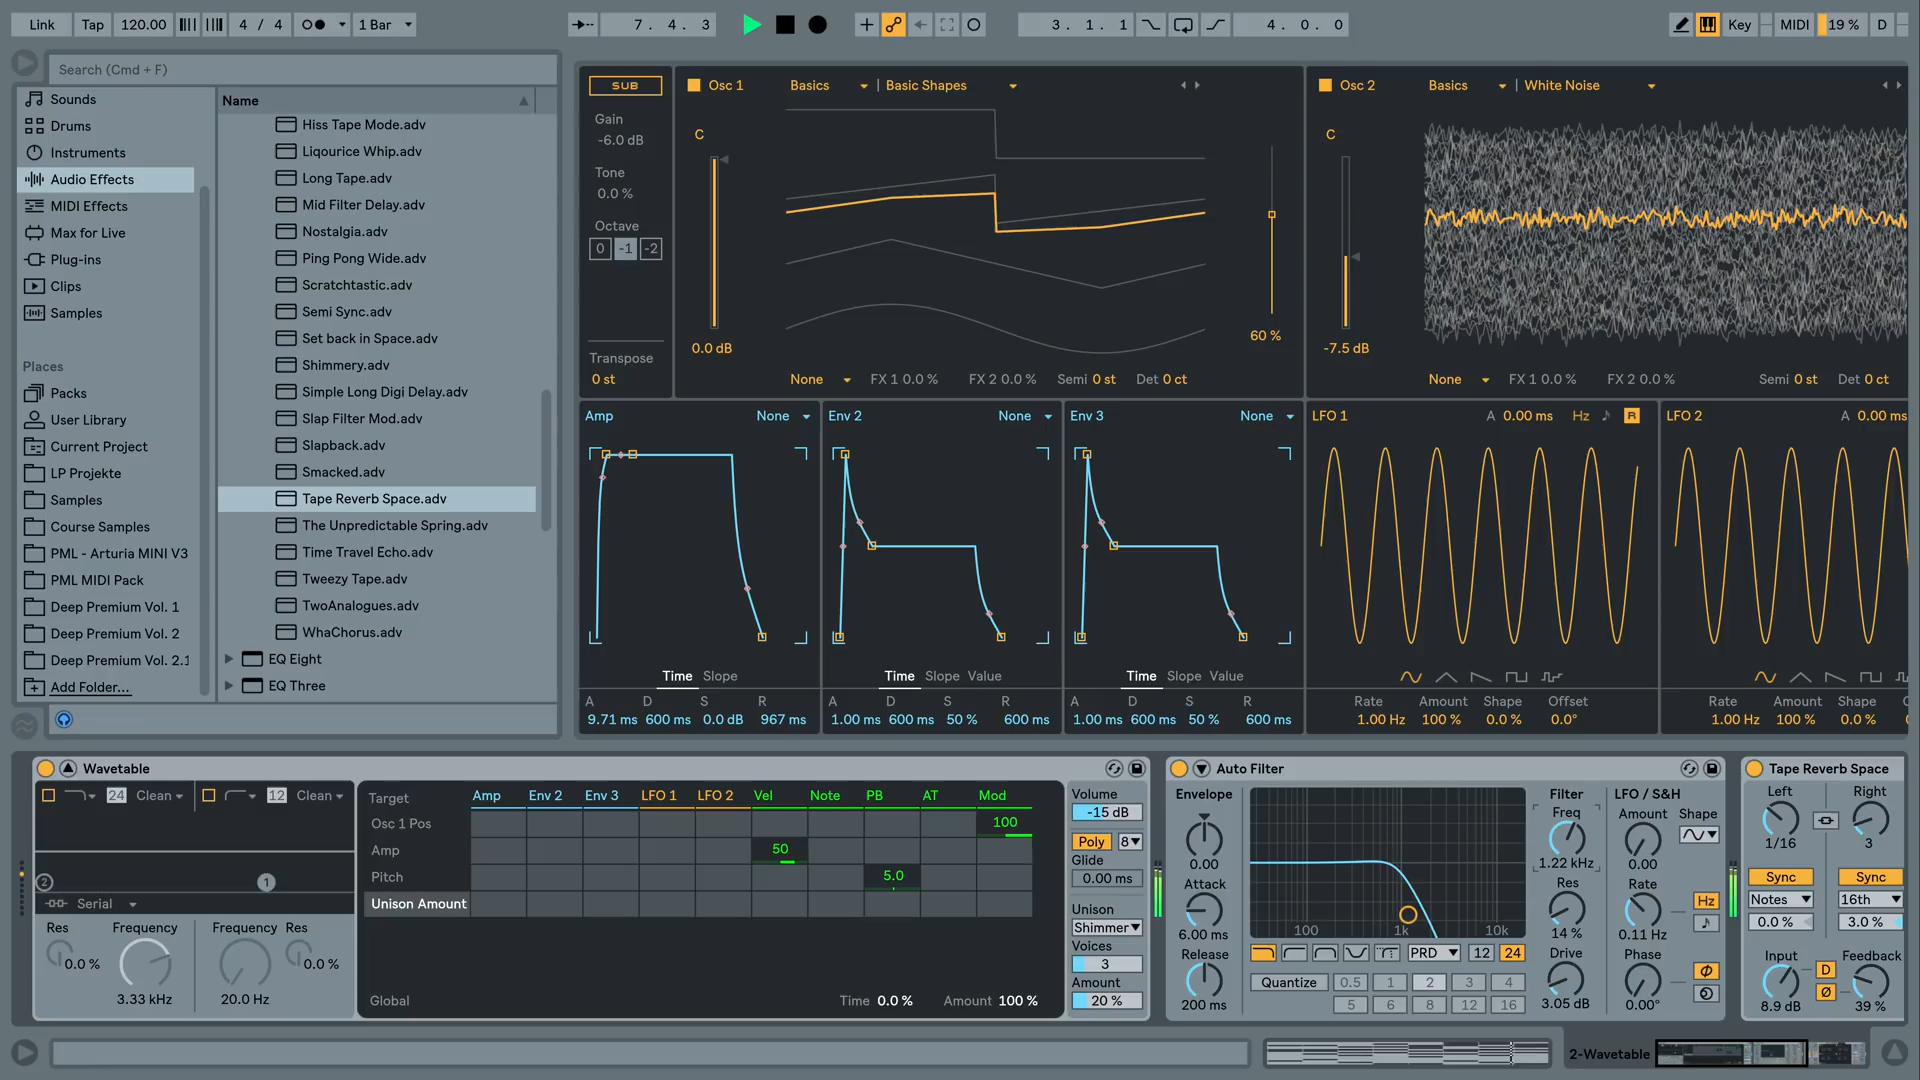 Link Tap 120.00 4 / 4 1 Bar 7. 4. 3 3. 1. 1 4. 0. 0 Key MIDI 19 % D
Search (Cmd + F)
Sounds
Drums
Instruments
Audio Effects
MIDI Effects
Max for Live
Plug-ins
Clips
Samples
Places
Packs
User Library
Current Project
LP Projekte
Samples
Course Samples
PML - Arturia MINI V3
PML MIDI Pack
Deep Premium Vol. 1
Deep Premium Vol. 2
Deep Premium Vol. 2.1
Add Folder...
Name
Hiss Tape Mode.adv
Liqourice Whip.adv
Long Tape.adv
Mid Filter Delay.adv
Nostalgia.adv
Ping Pong Wide.adv
Scratchtastic.adv
Semi Sync.adv
Set back in Space.adv
Shimmery.adv
Simple Long Digi Delay.adv
Slap Filter Mod.adv
Slapback.adv
Smacked.adv
Tape Reverb Space.adv
The Unpredictable Spring.adv
Time Travel Echo.adv
Tweezy Tape.adv
TwoAnalogues.adv
WhaChorus.adv
EQ Eight
EQ Three
SUB
Gain
-6.0 dB
Tone
0.0 %
Octave
0 -1 -2
Transpose
0 st
Osc 1 Basics Basic Shapes
C
0.0 dB
60 %
None FX 1 0.0 % FX 2 0.0 % Semi 0 st Det 0 ct
Osc 2 Basics White Noise
C
-7.5 dB
None FX 1 0.0 % FX 2 0.0 % Semi 0 st Det 0 ct
Amp None
Time Slope
A D S R
9.71 ms 600 ms 0.0 dB 967 ms
Env 2 None
Time Slope Value
A D S R
1.00 ms 600 ms 50 % 600 ms
Env 3 None
Time Slope Value
A D S R
1.00 ms 600 ms 50 % 600 ms
LFO 1 A 0.00 ms Hz R
Rate Amount Shape Offset
1.00 Hz 100 % 0.0 % 0.0°
LFO 2 A 0.00 ms
Rate Amount Shape
1.00 Hz 100 % 0.0 %
Wavetable
24 Clean 12 Clean
2 1
Serial
Res Frequency Frequency Res
0.0 % 0.0 %
3.33 kHz 20.0 Hz
Target Amp Env 2 Env 3 LFO 1 LFO 2 Vel Note PB AT Mod
Osc 1 Pos 100
Amp 50
Pitch 5.0
Unison Amount
Global Time 0.0 % Amount 100 %
Volume
-15 dB
Poly 8
Glide
0.00 ms
Unison
Shimmer
Voices
3
Amount
20 %
Auto Filter
Envelope
0.00
Attack
6.00 ms
Release
200 ms
100 1k 10k
PRD 12 24
Quantize 0.5 1 2 3 4
5 6 8 12 16
Filter
Freq
1.22 kHz
Res
14 %
Drive
3.05 dB
LFO / S&H
Amount Shape
0.00
Rate
0.11 Hz
Hz
Phase
0.00°
Tape Reverb Space
Left Right
1/16 3
Sync Sync
Notes 16th
0.0 % 3.0 %
Input D Feedback
Ø
8.9 dB 39 %
2-Wavetable